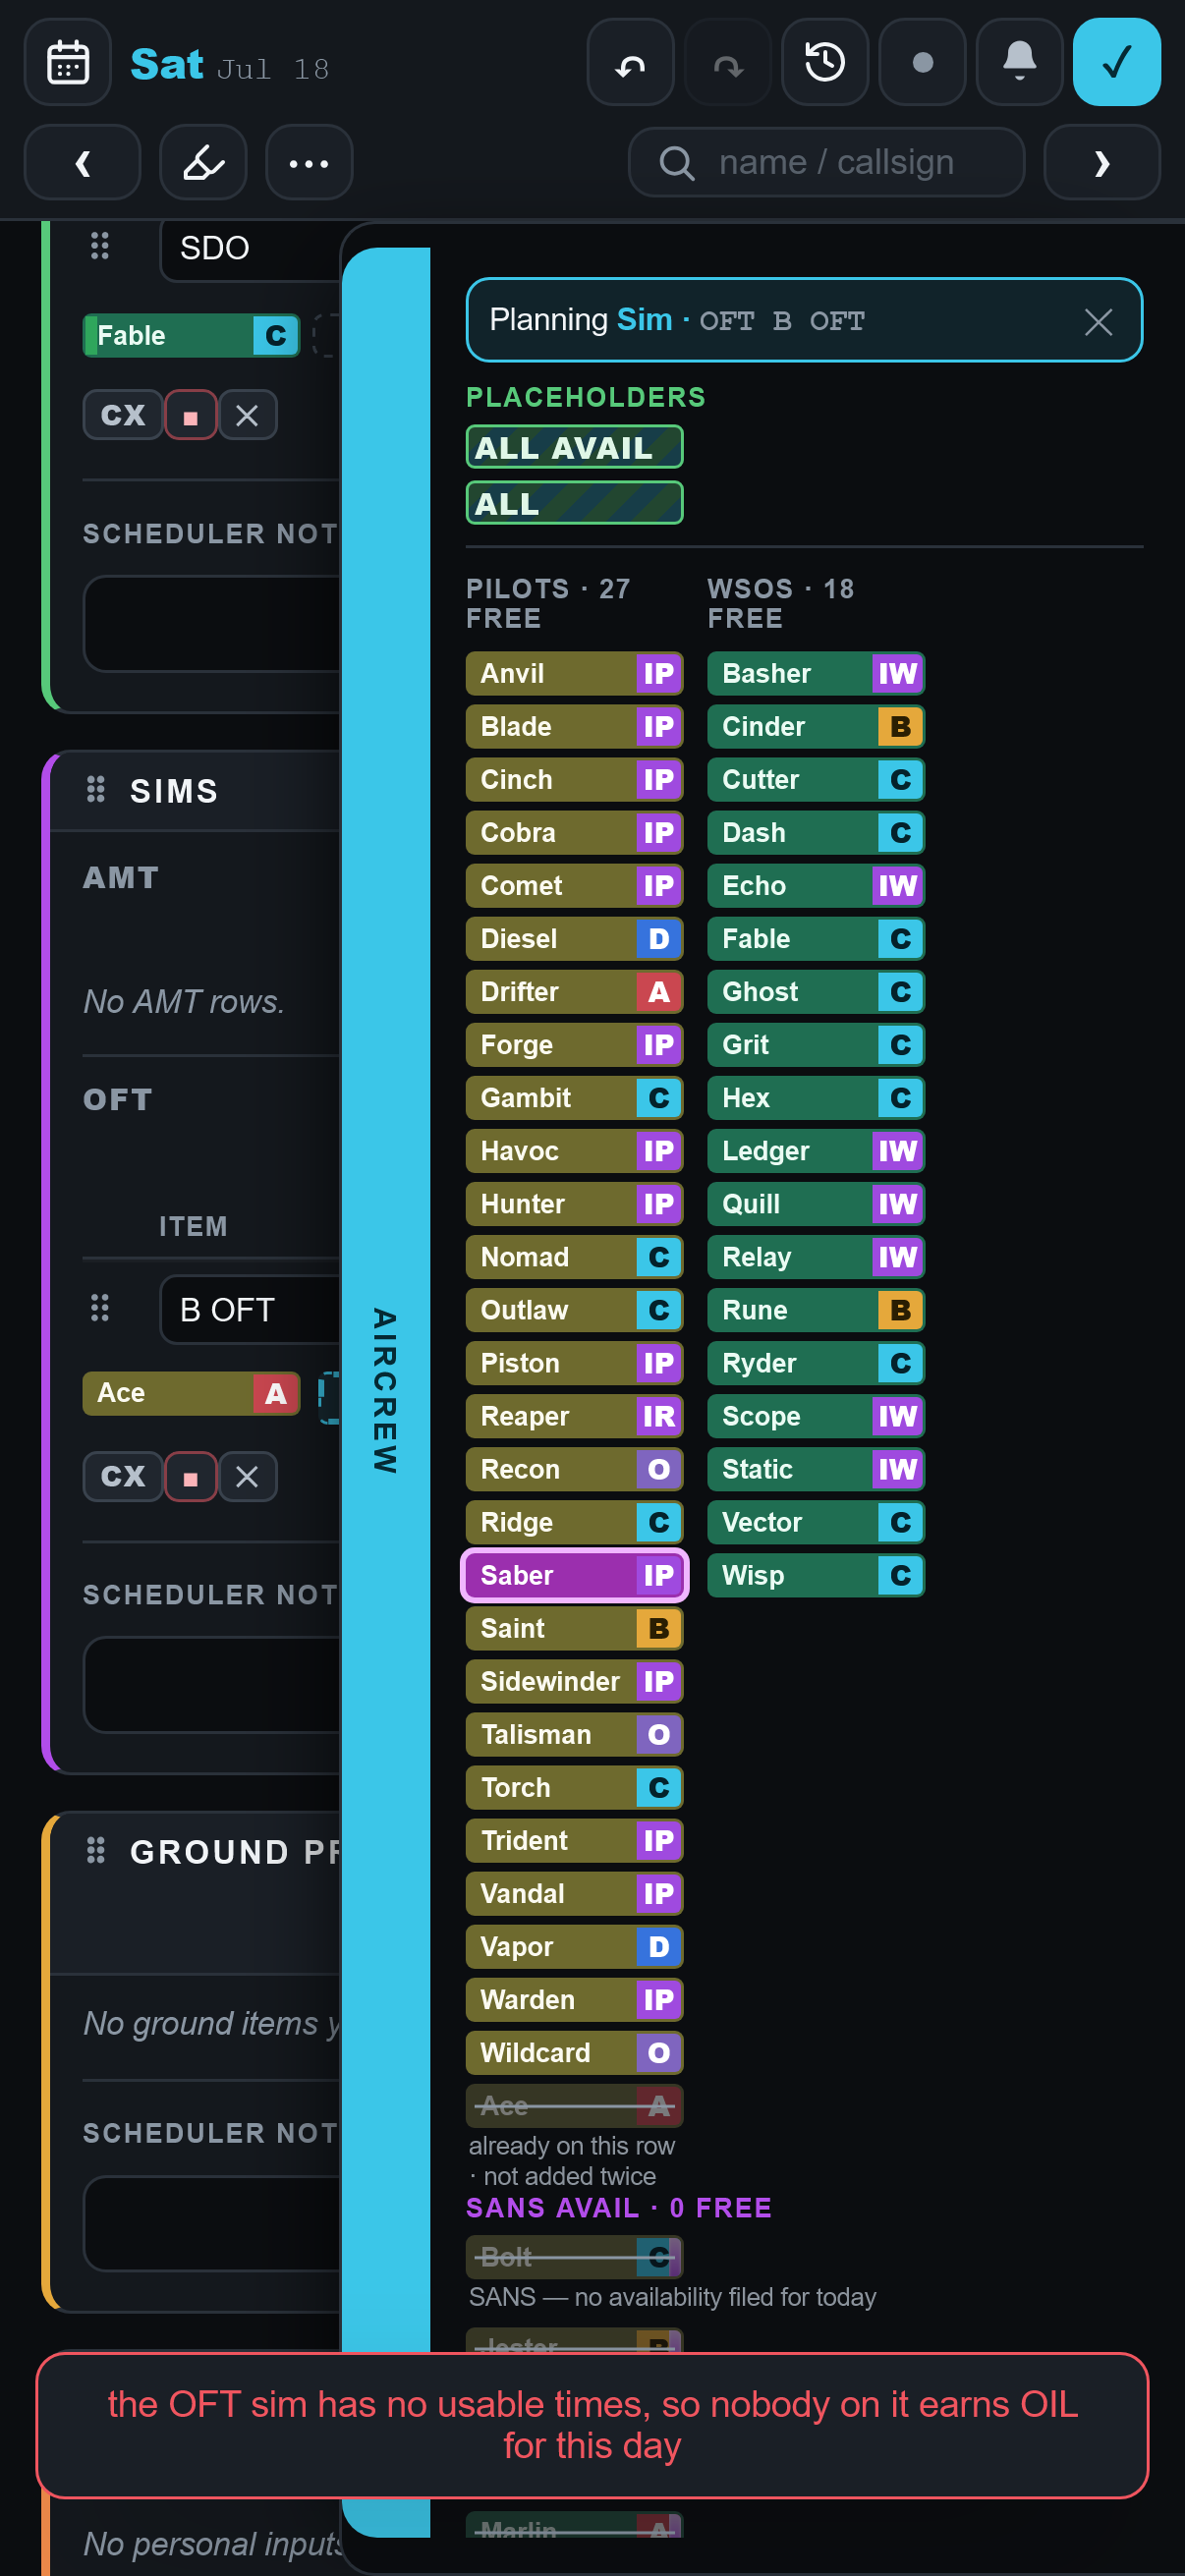 Sat Jul 18
name / callsign
SDO
Fable C
CX
SCHEDULER NOT
SIMS
AMT
No AMT rows.
OFT
ITEM
B OFT
Ace A
CX
SCHEDULER NOT
GROUND PR
No ground items y
SCHEDULER NOT
No personal inputs
AIRCREW
Planning Sim · OFT B OFT
PLACEHOLDERS
ALL AVAIL
ALL
PILOTS · 27 FREE
Anvil IP
Blade IP
Cinch IP
Cobra IP
Comet IP
Diesel D
Drifter A
Forge IP
Gambit C
Havoc IP
Hunter IP
Nomad C
Outlaw C
Piston IP
Reaper IR
Recon O
Ridge C
Saber IP
Saint B
Sidewinder IP
Talisman O
Torch C
Trident IP
Vandal IP
Vapor D
Warden IP
Wildcard O
Ace A
already on this row
· not added twice
WSOS · 18 FREE
Basher IW
Cinder B
Cutter C
Dash C
Echo IW
Fable C
Ghost C
Grit C
Hex C
Ledger IW
Quill IW
Relay IW
Rune B
Ryder C
Scope IW
Static IW
Vector C
Wisp C
SANS AVAIL · 0 FREE
Bolt C
SANS — no availability filed for today
Jester B
the OFT sim has no usable times, so nobody on it earns OIL
for this day
Marlin A